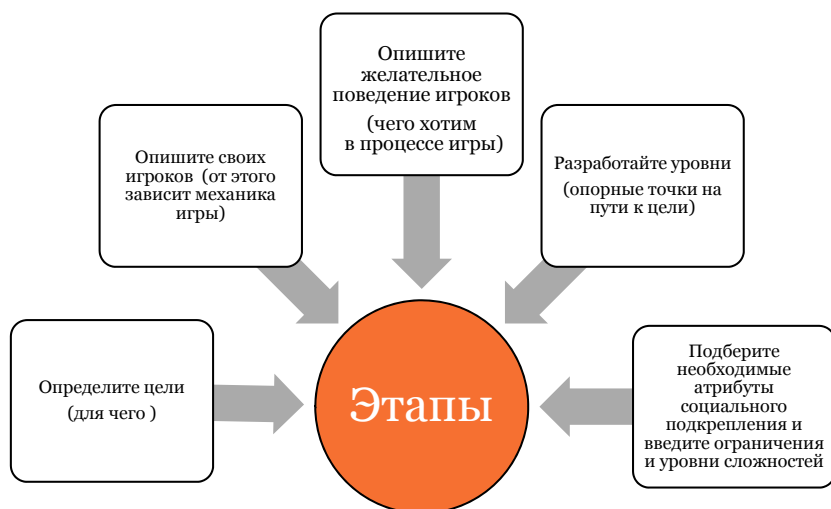 Определите цели
(для чего )
Опишите своих
игроков  (от этого
зависит механика
игры)
Опишите
желательное
поведение игроков
(чего хотим
в процессе игры)
Разработайте уровни
(опорные точки на
пути к цели)
Подберите
необходимые
атрибуты
социального
подкрепления и
введите ограничения
и уровни сложностей
Этапы